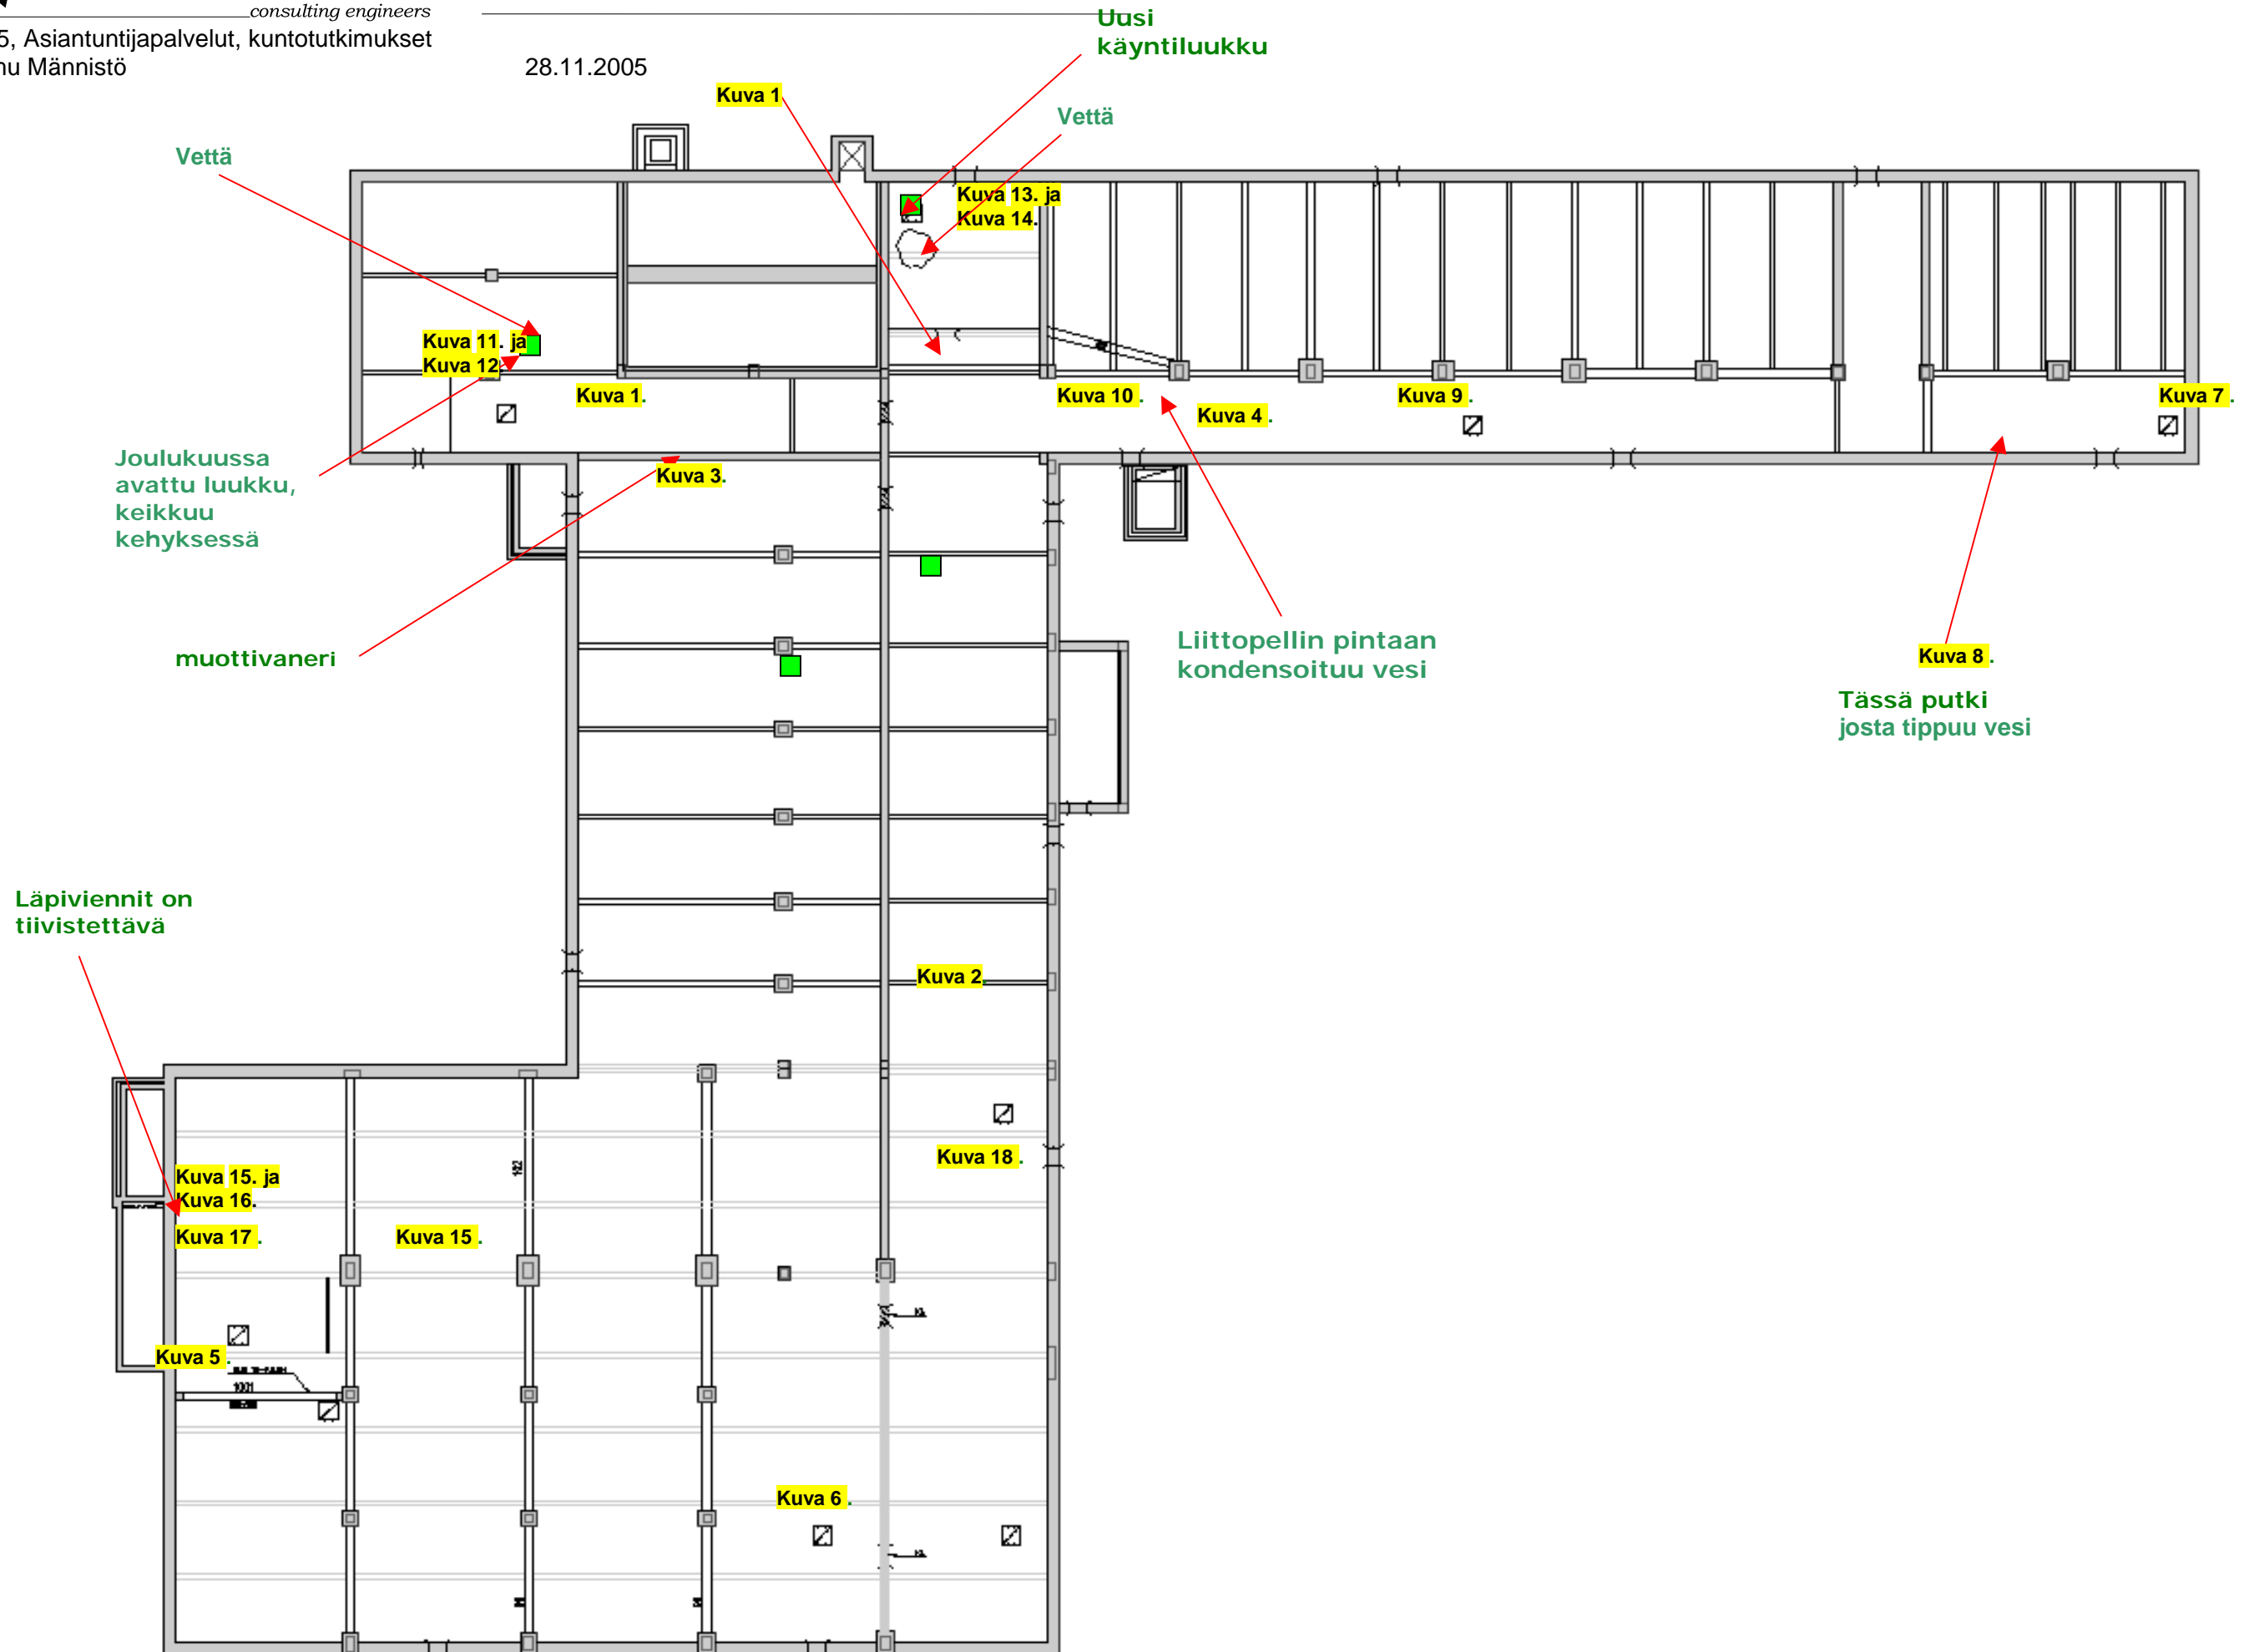 consulting engineers
5, Asiantuntijapalvelut, kuntotutkimukset
nu Männistö
28.11.2005
Uusi
käyntiluukku
Kuva 1
Vettä
Vettä
Kuva 13. ja
Kuva 14.
Kuva 11. ja
Kuva 12
Kuva 1.
Kuva 10 .
Kuva 4 .
Kuva 9 .
Kuva 7 .
Joulukuussa
avattu luukku,
keikkuu
kehyksessä
Kuva 3.
muottivaneri
Liittopellin pintaan
kondensoituu vesi
Kuva 8 .
Tässä putki
josta tippuu vesi
Läpiviennit on
tiivistettävä
Kuva 2
Kuva 18 .
Kuva 15. ja
Kuva 16.
Kuva 17 .
Kuva 15 .
Kuva 5 .
1001
Kuva 6 .